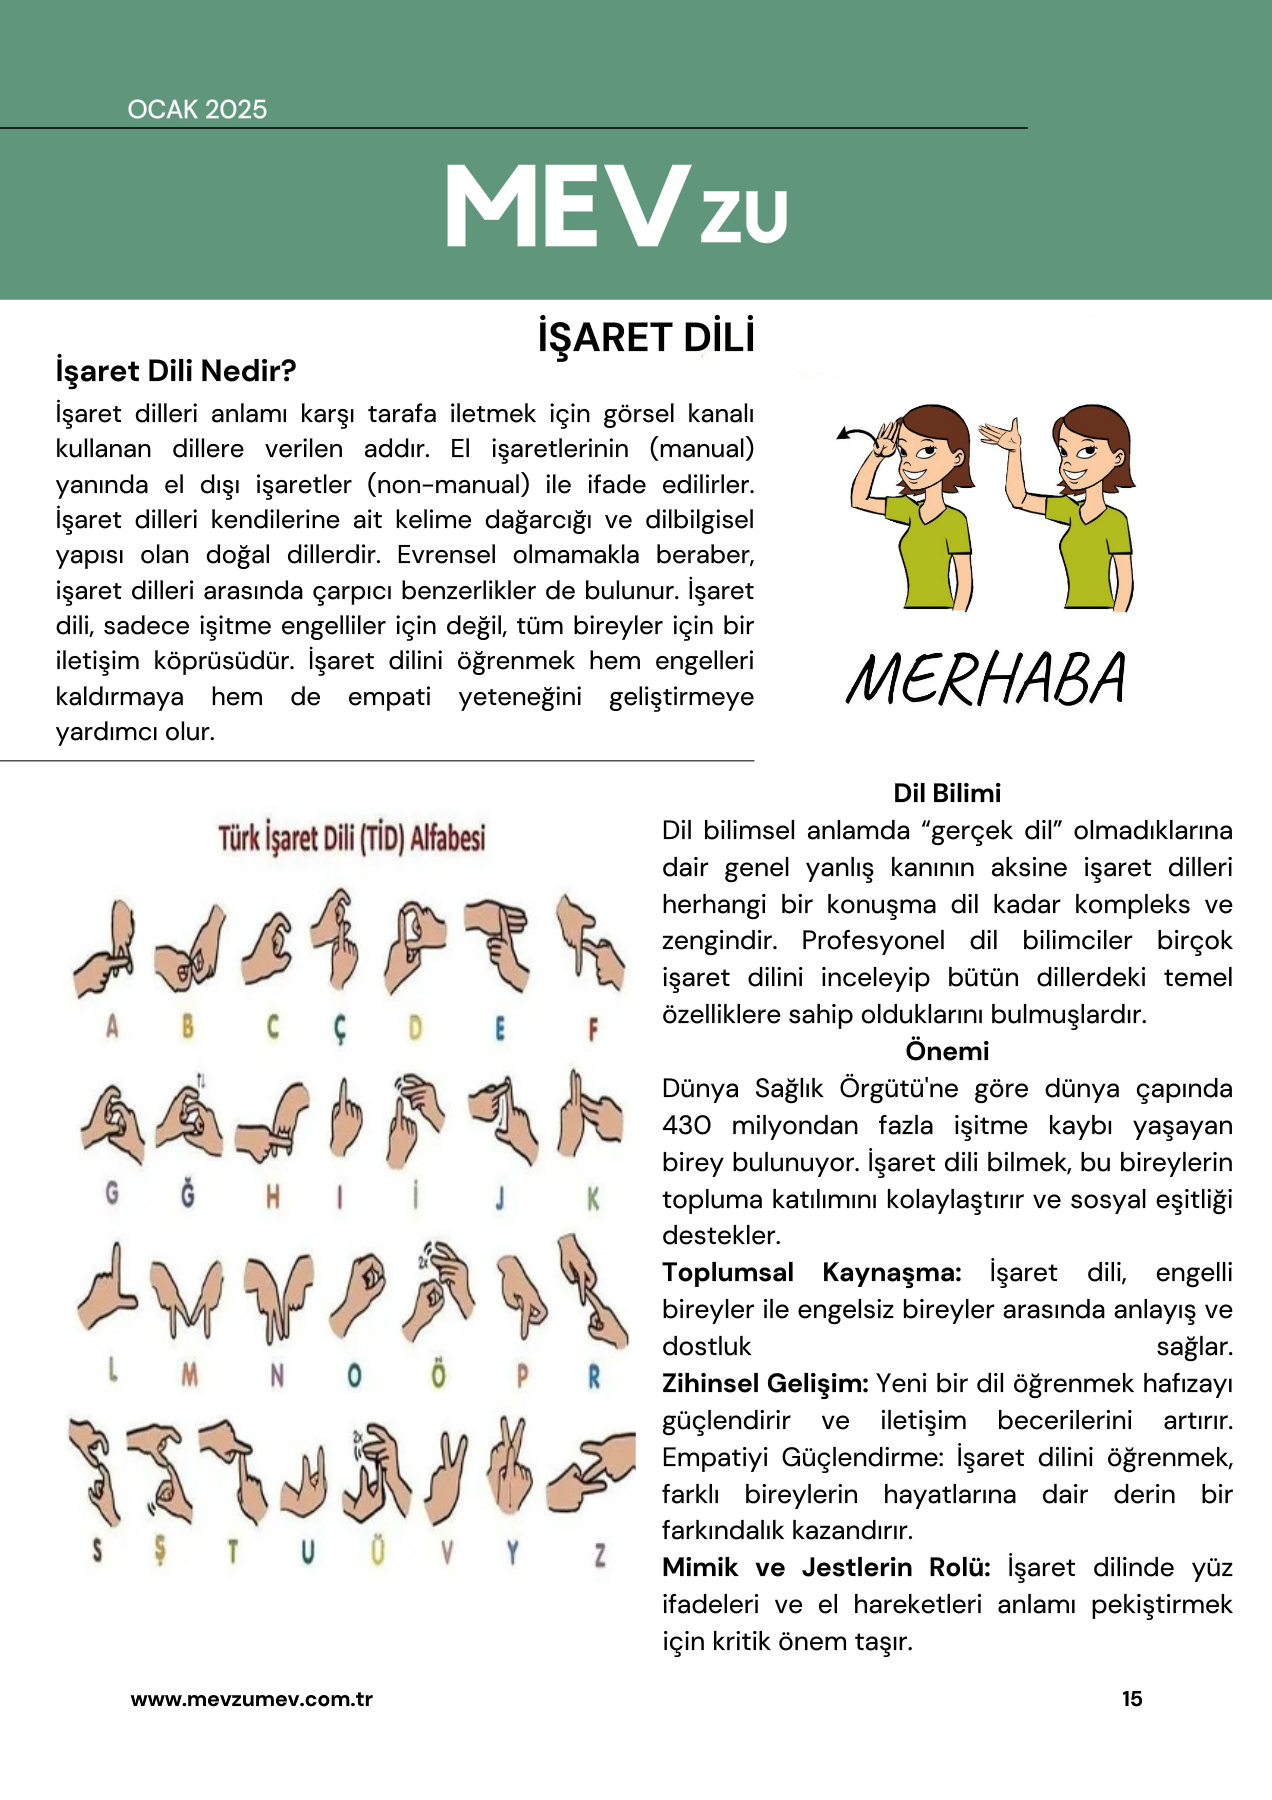 OCAK 2025
MEVzu
İŞARET DİLİ
İşaret Dili Nedir?
İşaret dilleri anlamı karşı tarafa iletmek için görsel kanalı
kullanan dillere verilen addır. El işaretlerinin (manual)
yanında el dışı işaretler (non-manual) ile ifade edilirler.
İşaret dilleri kendilerine ait kelime dağarcığı ve dilbilgisel
yapısı olan doğal dillerdir. Evrensel olmamakla beraber,
işaret dilleri arasında çarpıcı benzerlikler de bulunur. İşaret
dili, sadece işitme engelliler için değil, tüm bireyler için bir
iletişim köprüsüdür. İşaret dilini öğrenmek hem engelleri
kaldırmaya hem de empati yeteneğini geliştirmeye
yardımcı olur.
MERHABA
Türk İşaret Dili (TİD) Alfabesi
A B C Ç D E F
↑↓
G Ğ H I İ J K
2x
L M N O Ö P R
2x
S Ş T U Ü V Y Z
Dil Bilimi
Dil bilimsel anlamda “gerçek dil” olmadıklarına
dair genel yanlış kanının aksine işaret dilleri
herhangi bir konuşma dil kadar kompleks ve
zengindir. Profesyonel dil bilimciler birçok
işaret dilini inceleyip bütün dillerdeki temel
özelliklere sahip olduklarını bulmuşlardır.
Önemi
Dünya Sağlık Örgütü'ne göre dünya çapında
430 milyondan fazla işitme kaybı yaşayan
birey bulunuyor. İşaret dili bilmek, bu bireylerin
topluma katılımını kolaylaştırır ve sosyal eşitliği
destekler.
Toplumsal Kaynaşma: İşaret dili, engelli
bireyler ile engelsiz bireyler arasında anlayış ve
dostluk sağlar.
Zihinsel Gelişim: Yeni bir dil öğrenmek hafızayı
güçlendirir ve iletişim becerilerini artırır.
Empatiyi Güçlendirme: İşaret dilini öğrenmek,
farklı bireylerin hayatlarına dair derin bir
farkındalık kazandırır.
Mimik ve Jestlerin Rolü: İşaret dilinde yüz
ifadeleri ve el hareketleri anlamı pekiştirmek
için kritik önem taşır.
www.mevzumev.com.tr
15